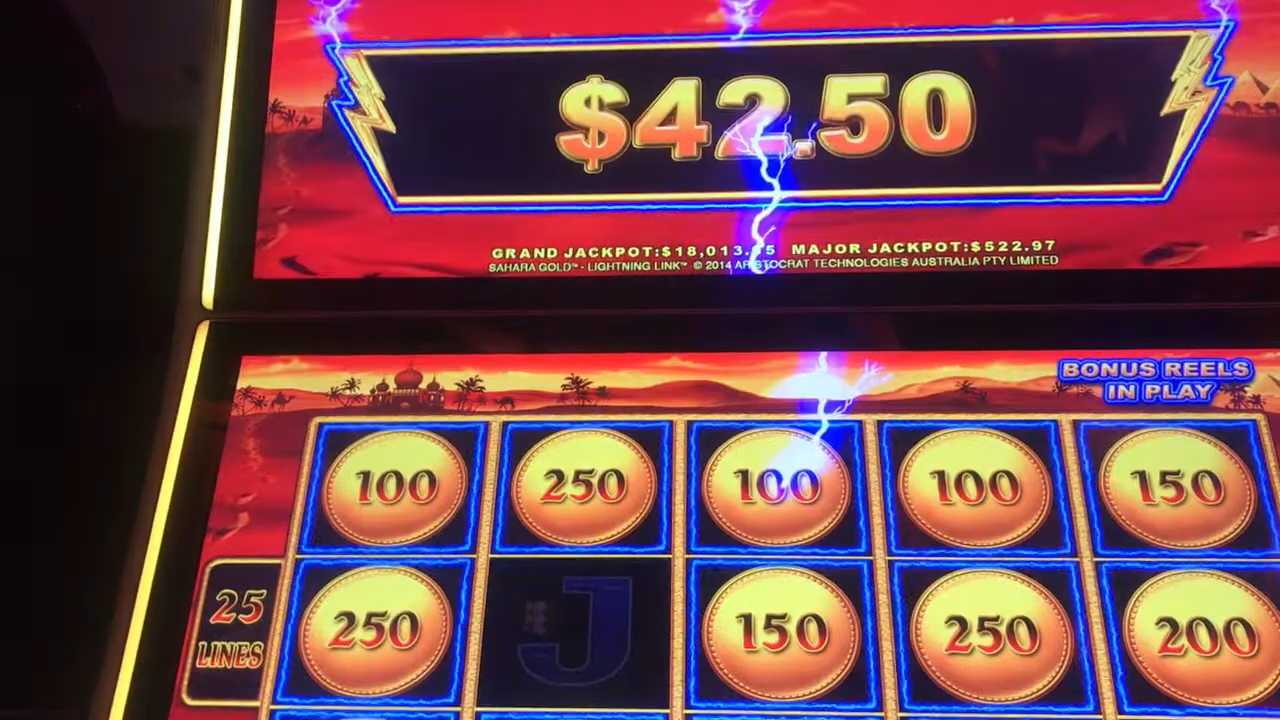 $42.50
GRAND JACKPOT:$18,013. 5 MAJOR JACKPOT:$522.97
SAHARA GOLD™ - LIGHTNING LINK™ © 2014 ARISTOCRAT TECHNOLOGIES AUSTRALIA PTY LIMITED
BONUS REELS
IN PLAY
100 250 100 100 150
25
LINES
250 J 150 250 200